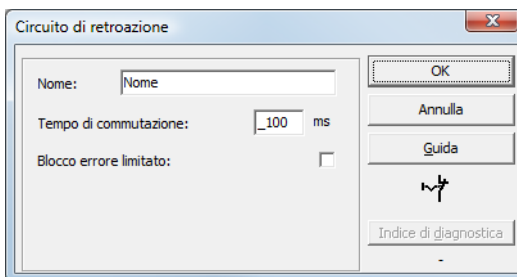 Circuito di retroazione
Nome: Nome
Tempo di commutazione: _100 ms
Blocco errore limitato:
OK
Annulla
Guida
Indice di diagnostica
-